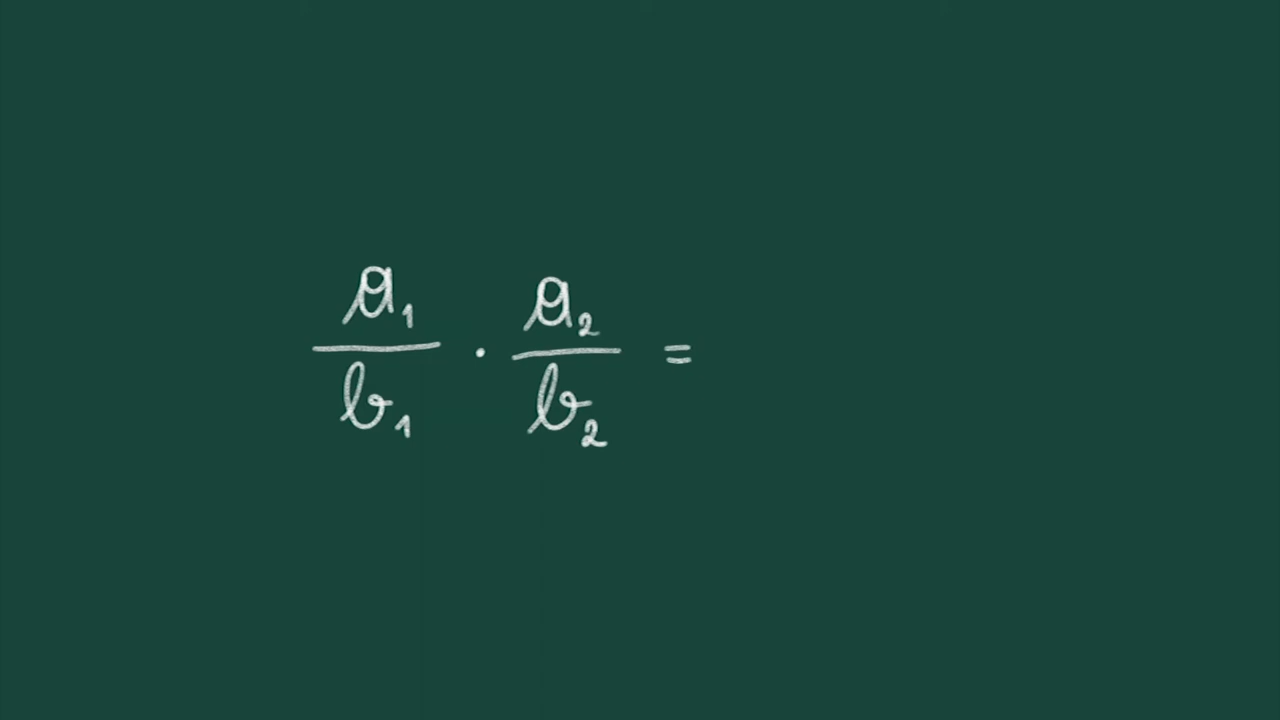 a₁/b₁ · a₂/b₂ =